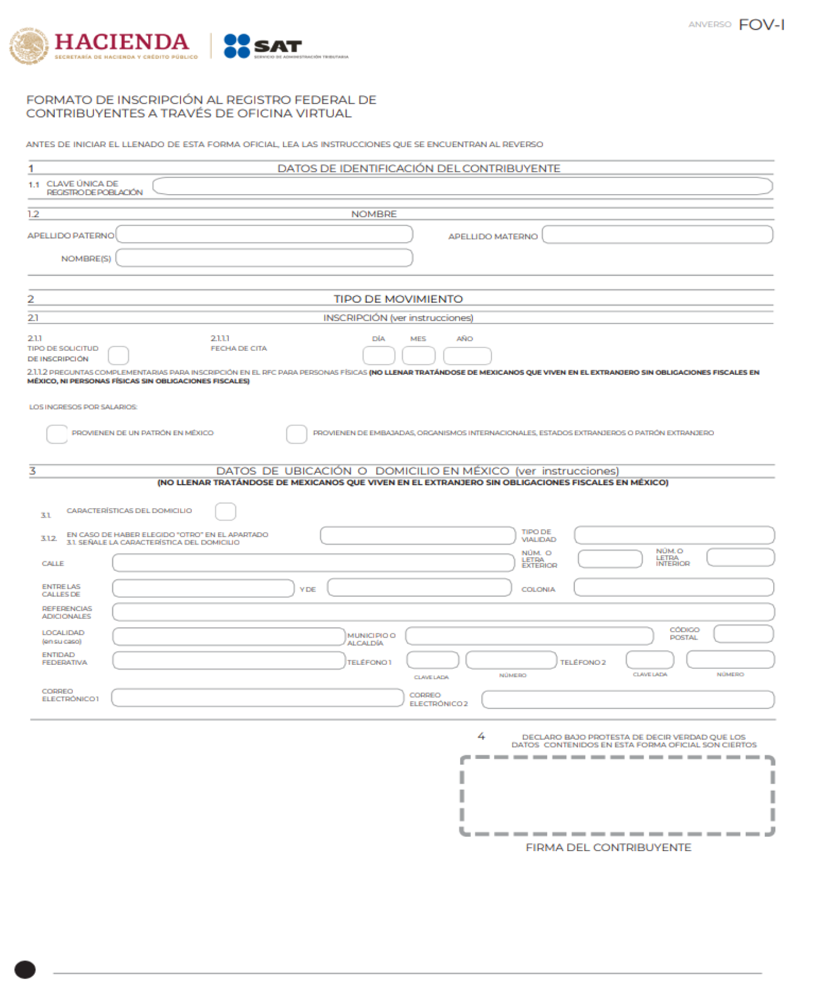 ANVERSO FOV-I
HACIENDA
SECRETARÍA DE HACIENDA Y CRÉDITO PÚBLICO
SAT
SERVICIO DE ADMINISTRACIÓN TRIBUTARIA
FORMATO DE INSCRIPCIÓN AL REGISTRO FEDERAL DE
CONTRIBUYENTES A TRAVÉS DE OFICINA VIRTUAL
ANTES DE INICIAR EL LLENADO DE ESTA FORMA OFICIAL, LEA LAS INSTRUCCIONES QUE SE ENCUENTRAN AL REVERSO
1 DATOS DE IDENTIFICACIÓN DEL CONTRIBUYENTE
1.1 CLAVE ÚNICA DE
REGISTRO DE POBLACIÓN
1.2 NOMBRE
APELLIDO PATERNO APELLIDO MATERNO
NOMBRE(S)
2 TIPO DE MOVIMIENTO
2.1 INSCRIPCIÓN (ver instrucciones)
2.1.1 2.1.1.1 DÍA MES AÑO
TIPO DE SOLICITUD FECHA DE CITA
DE INSCRIPCIÓN
2.1.1.2 PREGUNTAS COMPLEMENTARIAS PARA INSCRIPCIÓN EN EL RFC PARA PERSONAS FÍSICAS (NO LLENAR TRATÁNDOSE DE MEXICANOS QUE VIVEN EN EL EXTRANJERO SIN OBLIGACIONES FISCALES EN
MÉXICO, NI PERSONAS FÍSICAS SIN OBLIGACIONES FISCALES)
LOS INGRESOS POR SALARIOS:
PROVIENEN DE UN PATRÓN EN MÉXICO PROVIENEN DE EMBAJADAS, ORGANISMOS INTERNACIONALES, ESTADOS EXTRANJEROS O PATRÓN EXTRANJERO
3 DATOS DE UBICACIÓN O DOMICILIO EN MÉXICO (ver instrucciones)
(NO LLENAR TRATÁNDOSE DE MEXICANOS QUE VIVEN EN EL EXTRANJERO SIN OBLIGACIONES FISCALES EN MÉXICO)
3.1. CARACTERÍSTICAS DEL DOMICILIO
3.1.2. EN CASO DE HABER ELEGIDO "OTRO" EN EL APARTADO
3.1. SEÑALE LA CARACTERÍSTICA DEL DOMICILIO
TIPO DE
VIALIDAD
CALLE
NÚM. O
LETRA
EXTERIOR
NÚM. O
LETRA
INTERIOR
ENTRE LAS
CALLES DE
Y DE
COLONIA
REFERENCIAS
ADICIONALES
LOCALIDAD
(en su caso)
MUNICIPIO O
ALCALDÍA
CÓDIGO
POSTAL
ENTIDAD
FEDERATIVA
TELÉFONO 1 TELÉFONO 2
CLAVE LADA NÚMERO CLAVE LADA NÚMERO
CORREO
ELECTRÓNICO 1
CORREO
ELECTRÓNICO 2
4 DECLARO BAJO PROTESTA DE DECIR VERDAD QUE LOS
DATOS CONTENIDOS EN ESTA FORMA OFICIAL SON CIERTOS
FIRMA DEL CONTRIBUYENTE